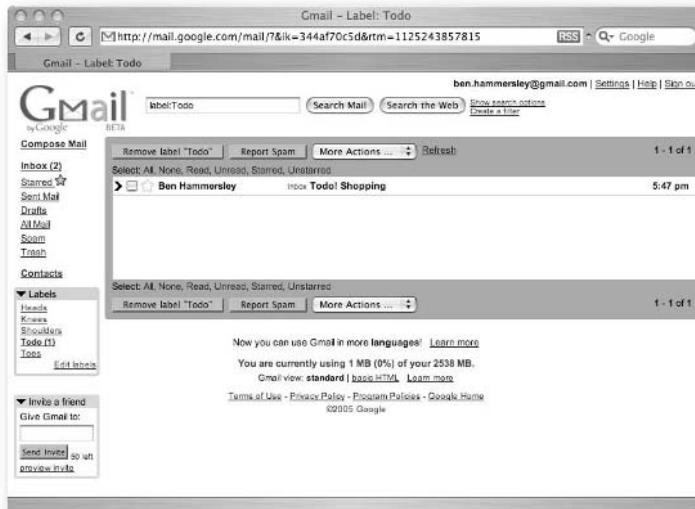 Gmail – Label: Todo
http://mail.google.com/mail/?&ik=344af70c5d&rtm=1125243857815 RSS Google
Gmail – Label: Todo
ben.hammersley@gmail.com | Settings | Help | Sign ou
Gmail by Google BETA
label:Todo Search Mail Search the Web Show search options
Create a filter
Compose Mail
Remove label "Todo" Report Spam More Actions ... Refresh 1 - 1 of 1
Select: All, None, Read, Unread, Starred, Unstarred
Inbox (2)
Starred
Sent Mail
Drafts
All Mail
Spam
Trash
Contacts
Ben Hammersley Inbox Todo! Shopping 5:47 pm
Select: All, None, Read, Unread, Starred, Unstarred
Remove label "Todo" Report Spam More Actions ... 1 - 1 of 1
Labels
Heads
Knees
Shoulders
Todo (1)
Toes
Edit labels
Now you can use Gmail in more languages! Learn more
You are currently using 1 MB (0%) of your 2538 MB.
Gmail view: standard | basic HTML Learn more
Terms of Use - Privacy Policy - Program Policies - Google Home
©2005 Google
Invite a friend
Give Gmail to:
Send Invite 50 left
preview invite